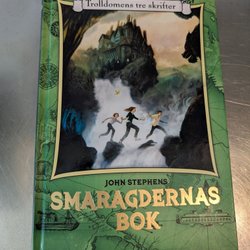 Trolldomens tre skrifter
JOHN STEPHENS
SMARAGDERNAS
BOK